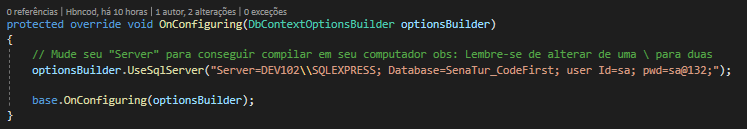 0 referências | Hbncod, há 10 horas | 1 autor, 2 alterações | 0 exceções
protected override void OnConfiguring(DbContextOptionsBuilder optionsBuilder)
{
// Mude seu "Server" para conseguir compilar em seu computador obs: Lembre-se de alterar de uma \ para duas
optionsBuilder.UseSqlServer("Server=DEV102\\SQLEXPRESS; Database=SenaTur_CodeFirst; user Id=sa; pwd=sa@132;");
base.OnConfiguring(optionsBuilder);
}